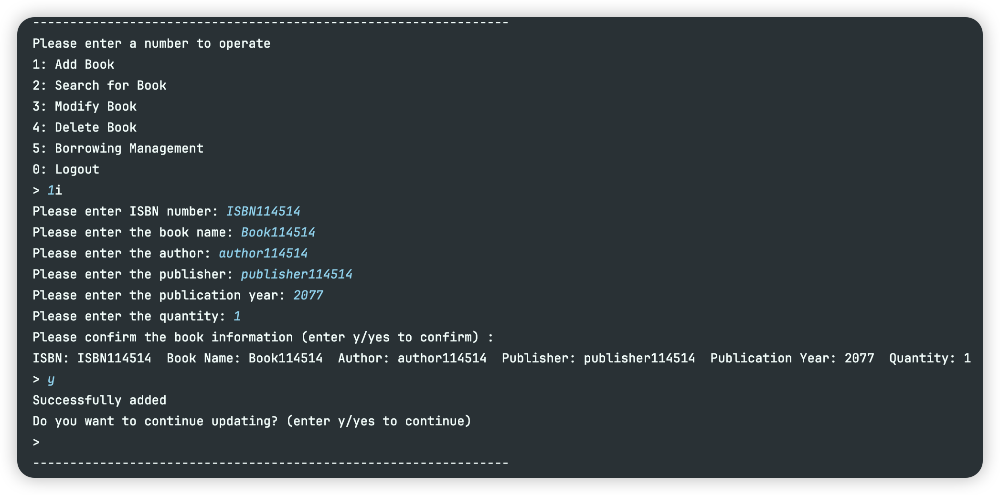 ----------------------------------------------------------------
Please enter a number to operate
1: Add Book
2: Search for Book
3: Modify Book
4: Delete Book
5: Borrowing Management
0: Logout
> 1i
Please enter ISBN number: ISBN114514
Please enter the book name: Book114514
Please enter the author: author114514
Please enter the publisher: publisher114514
Please enter the publication year: 2077
Please enter the quantity: 1
Please confirm the book information (enter y/yes to confirm) :
ISBN: ISBN114514  Book Name: Book114514  Author: author114514  Publisher: publisher114514  Publication Year: 2077  Quantity: 1
> y
Successfully added
Do you want to continue updating? (enter y/yes to continue)
>
----------------------------------------------------------------